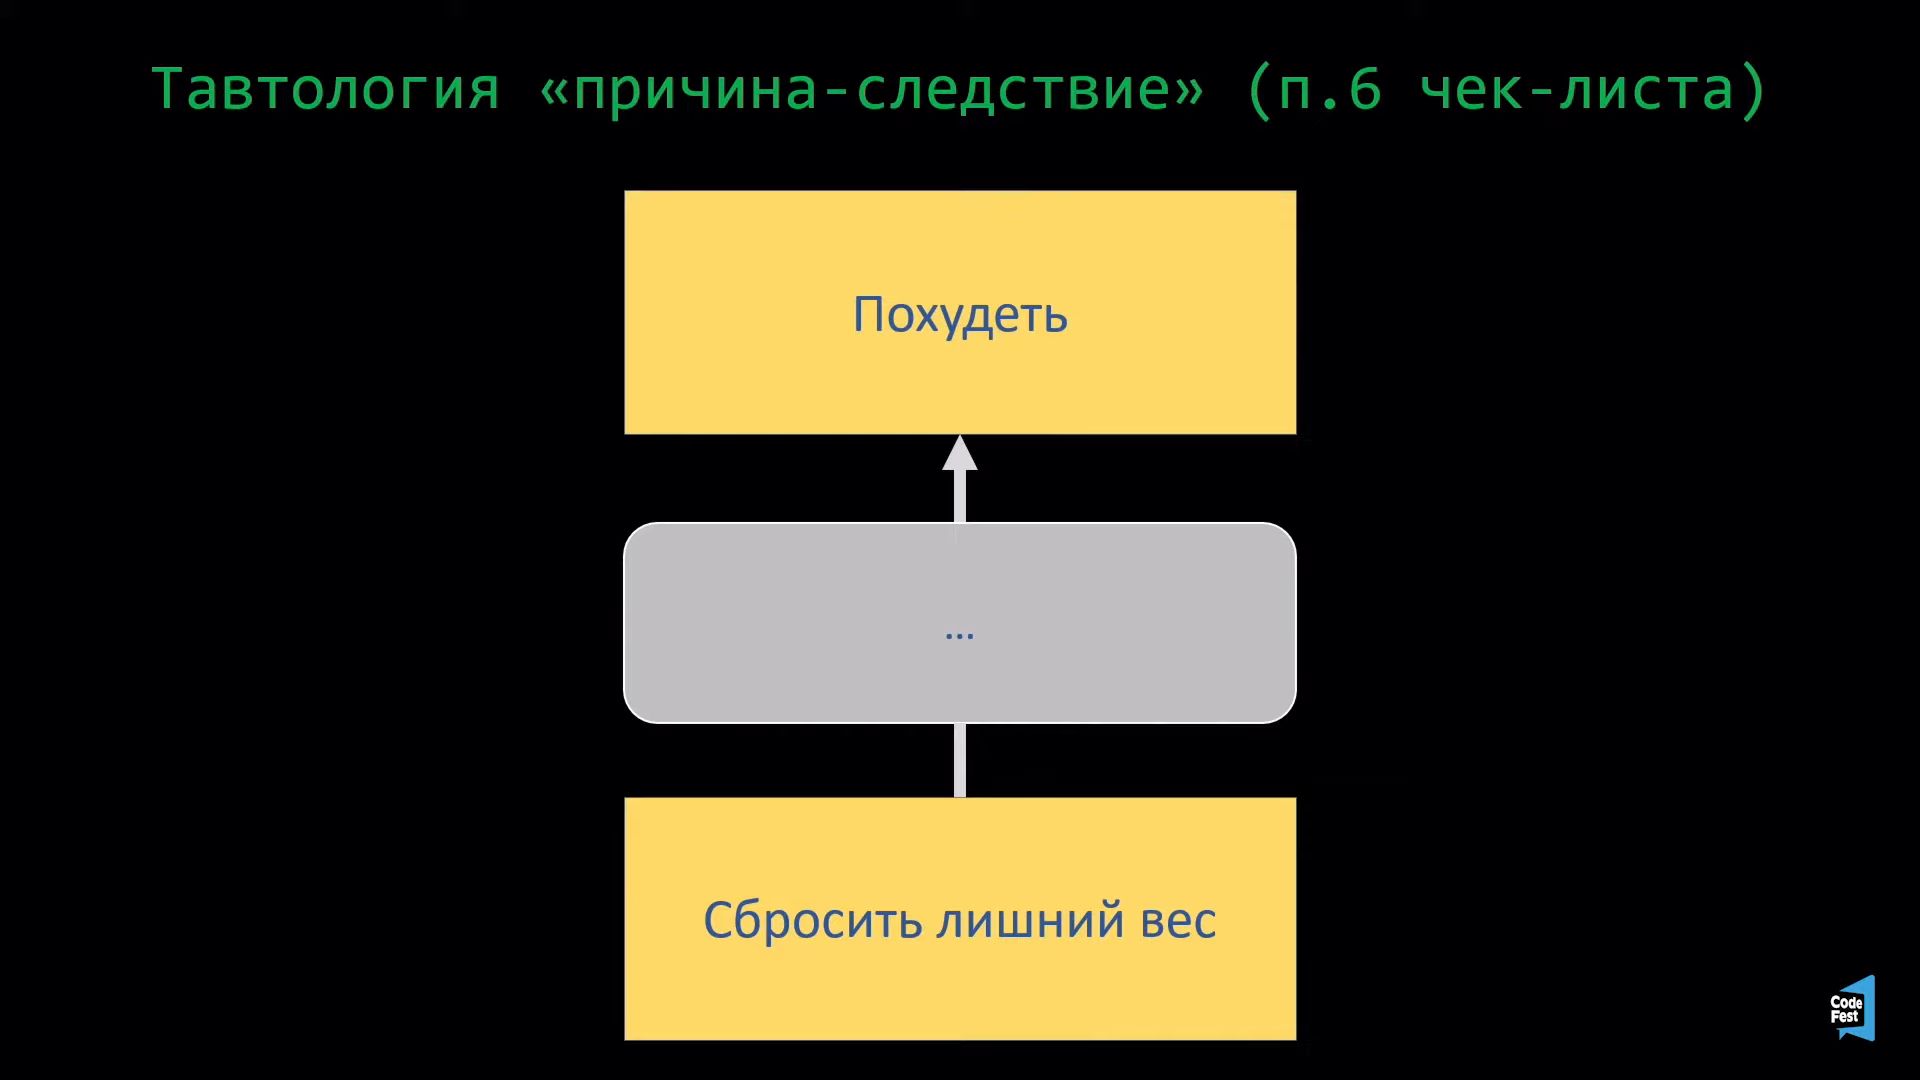 Тавтология «причина-следствие» (п.6 чек-листа)
Похудеть
...
Сбросить лишний вес
Code
Fest